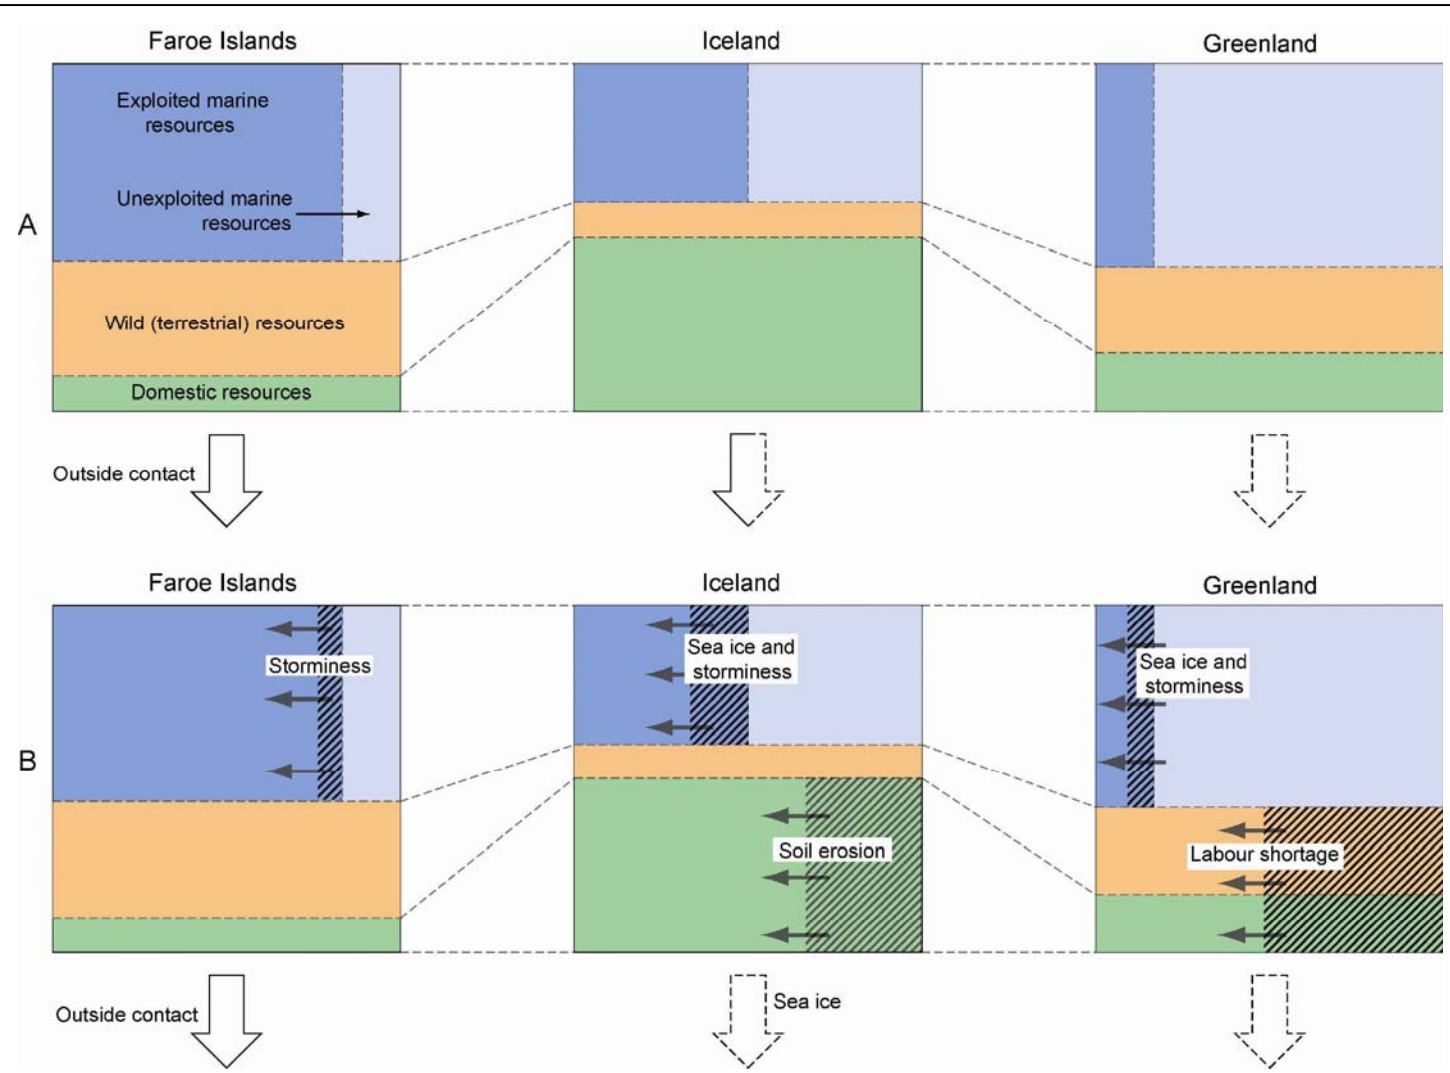 Faroe Islands
Iceland
Greenland
A
Exploited marine
resources
Unexploited marine
resources
Wild (terrestrial) resources
Domestic resources
Outside contact
Faroe Islands
Iceland
Greenland
B
Storminess
Sea ice and
storminess
Sea ice and
storminess
Soil erosion
Labour shortage
Outside contact
Sea ice